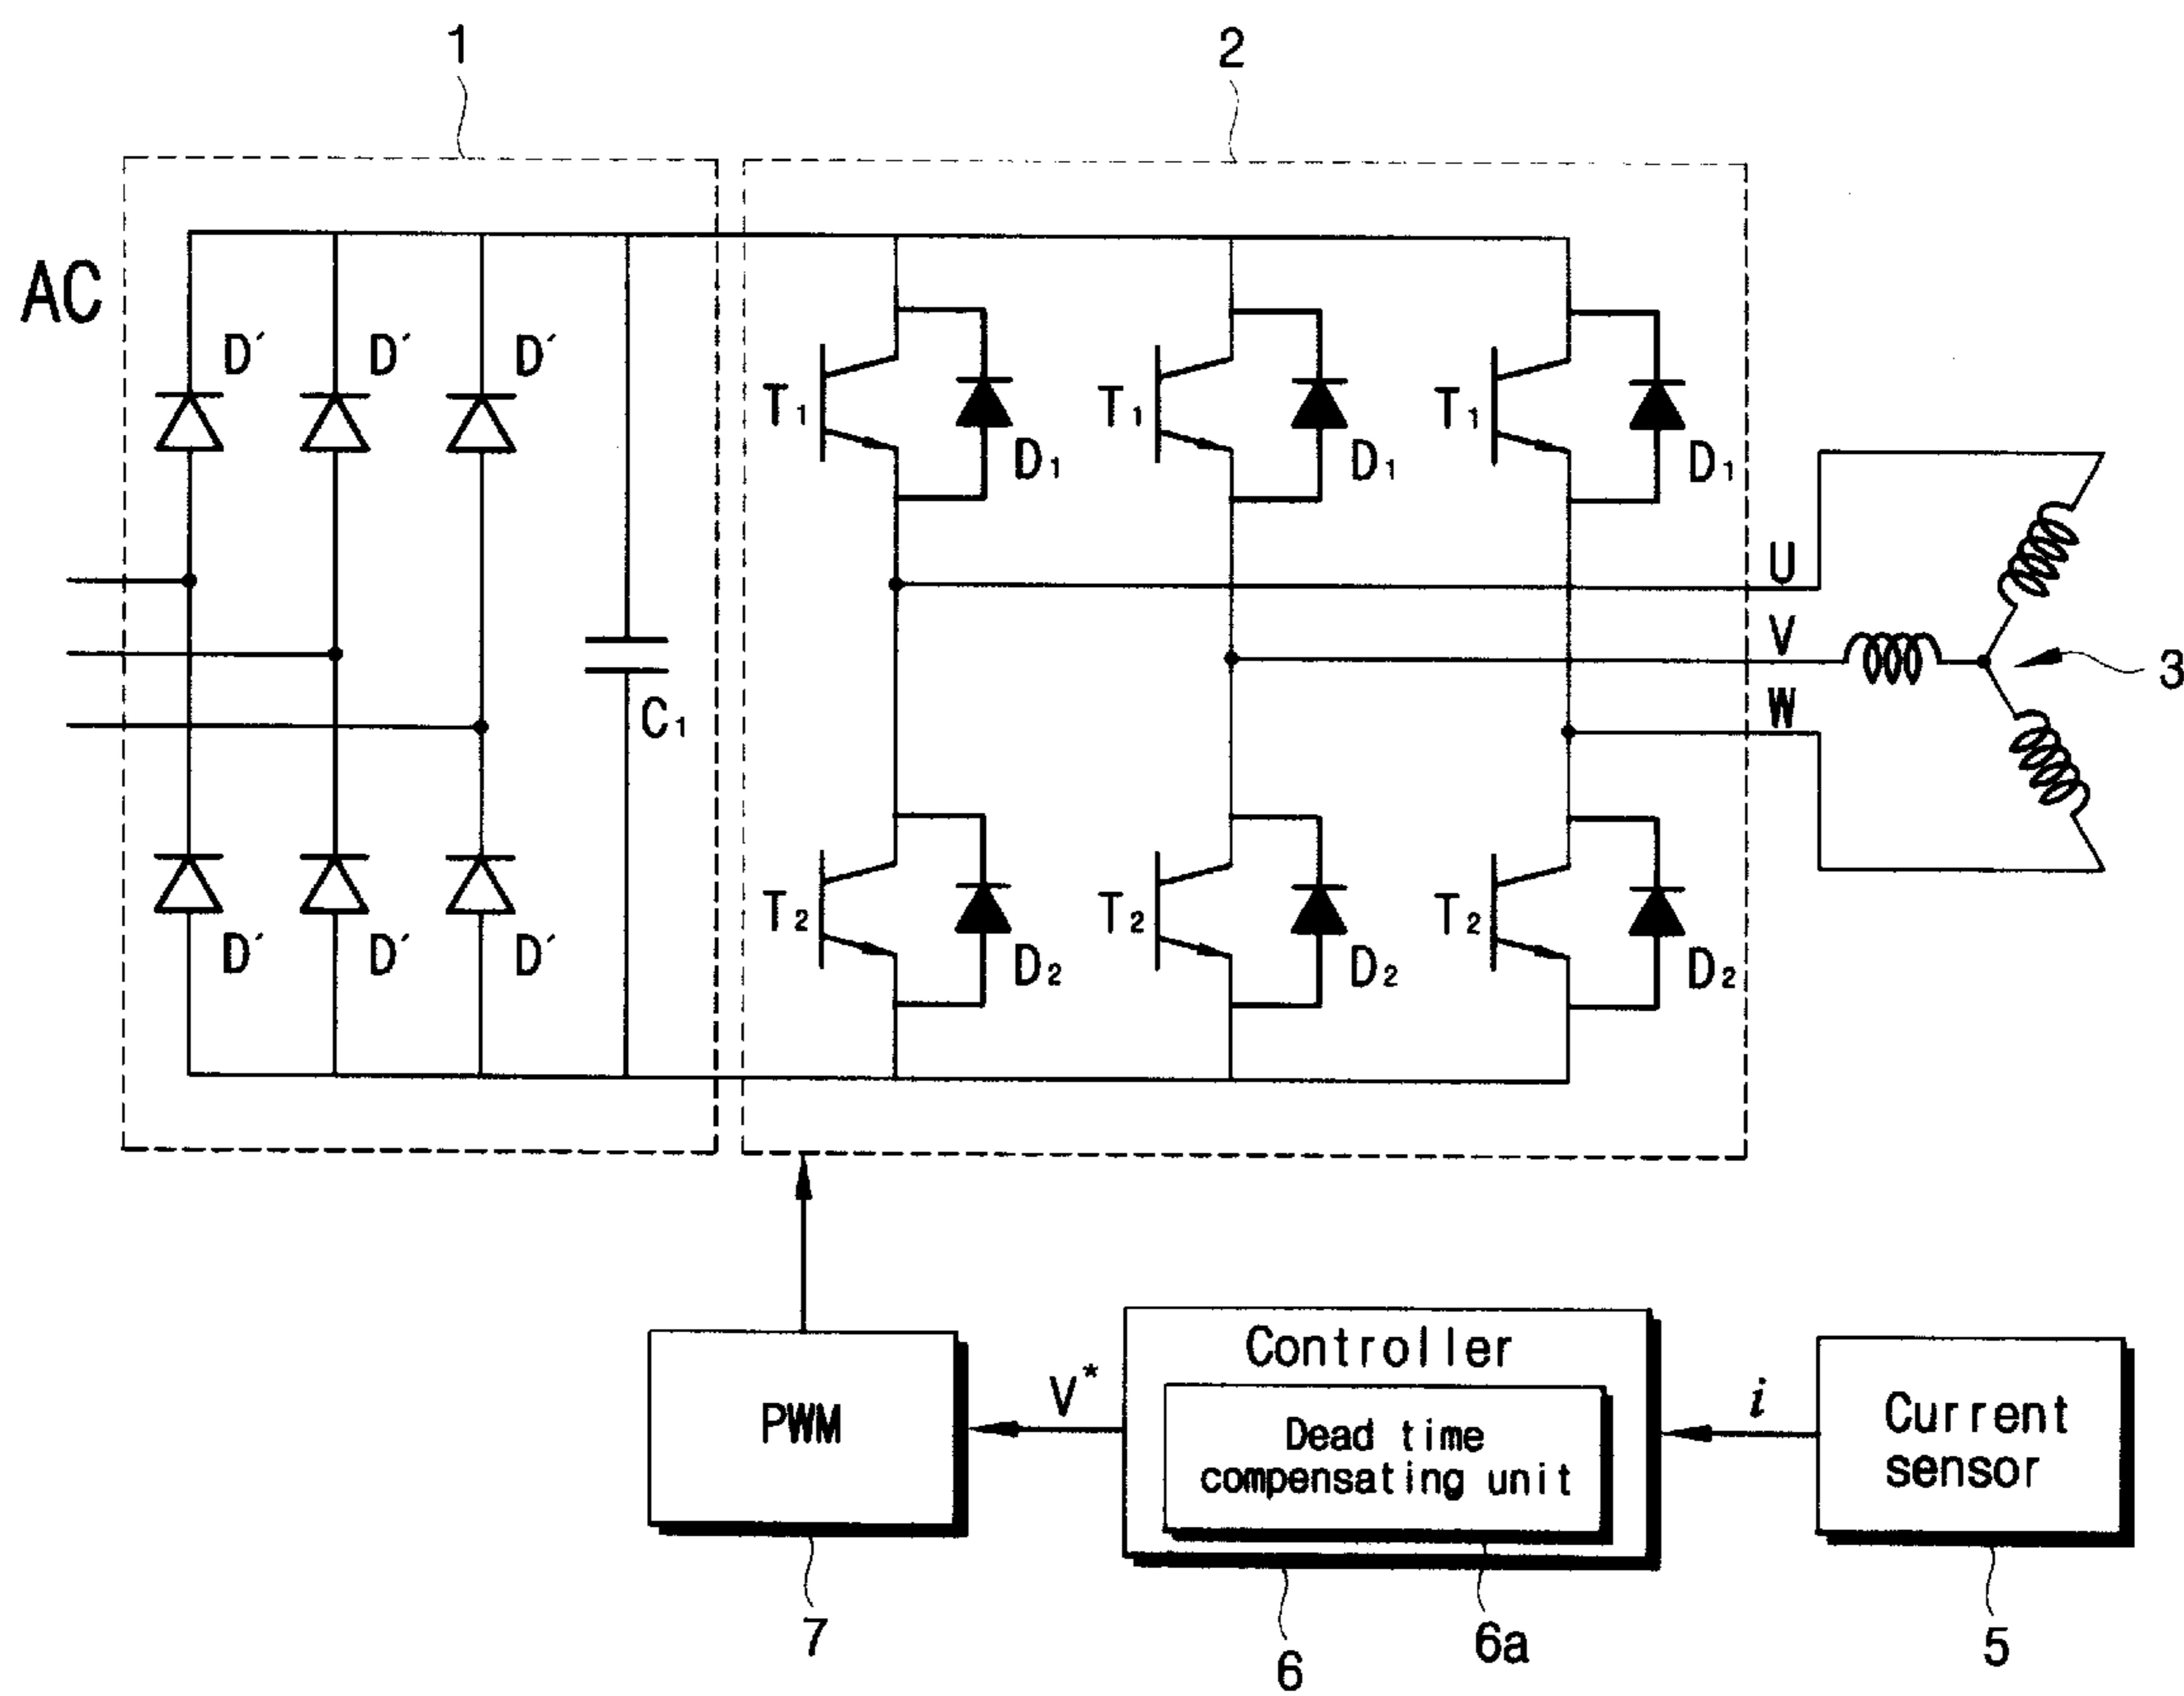 1
2
AC
D′ D′ D′
T1 D1 T1 D1 T1 D1
U
V
W
3
C1
T2 D2 T2 D2 T2 D2
D′ D′ D′
PWM
V*
Controller
Dead time
compensating unit
i
Current
sensor
7
6
6a
5